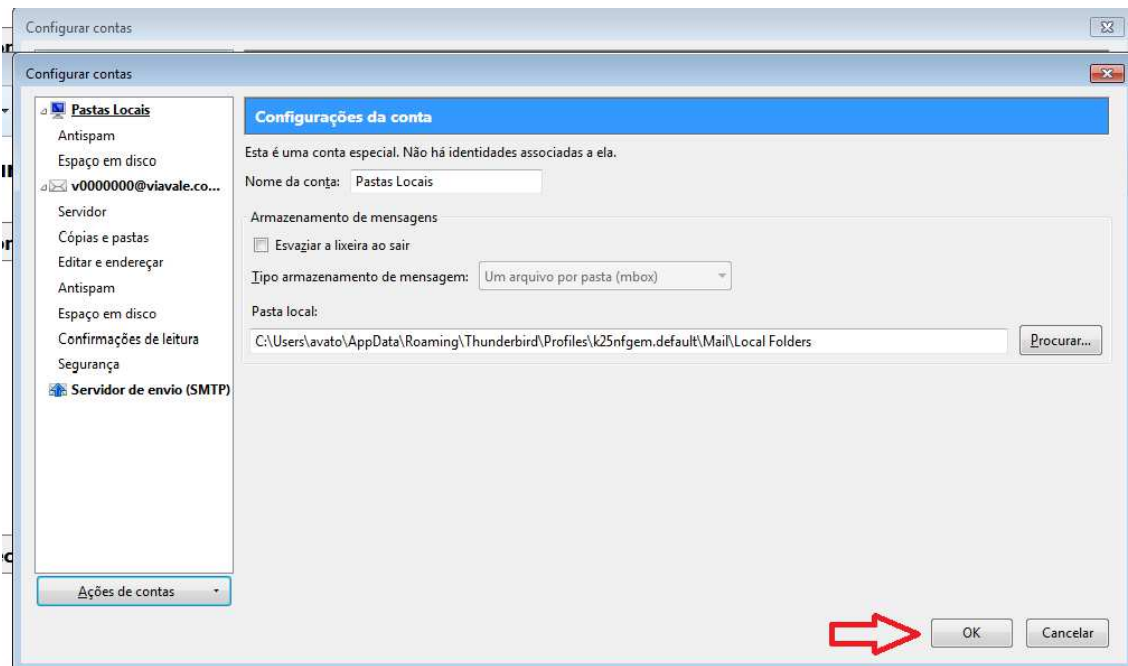 Configurar contas
Configurar contas
Pastas Locais
Antispam
Espaço em disco
v0000000@viavale.co...
Servidor
Cópias e pastas
Editar e endereçar
Antispam
Espaço em disco
Confirmações de leitura
Segurança
Servidor de envio (SMTP)
Ações de contas
Configurações da conta
Esta é uma conta especial. Não há identidades associadas a ela.
Nome da conta: Pastas Locais
Armazenamento de mensagens
Esvaziar a lixeira ao sair
Tipo armazenamento de mensagem: Um arquivo por pasta (mbox)
Pasta local:
C:\Users\avato\AppData\Roaming\Thunderbird\Profiles\k25nfgem.default\Mail\Local Folders
Procurar...
OK Cancelar